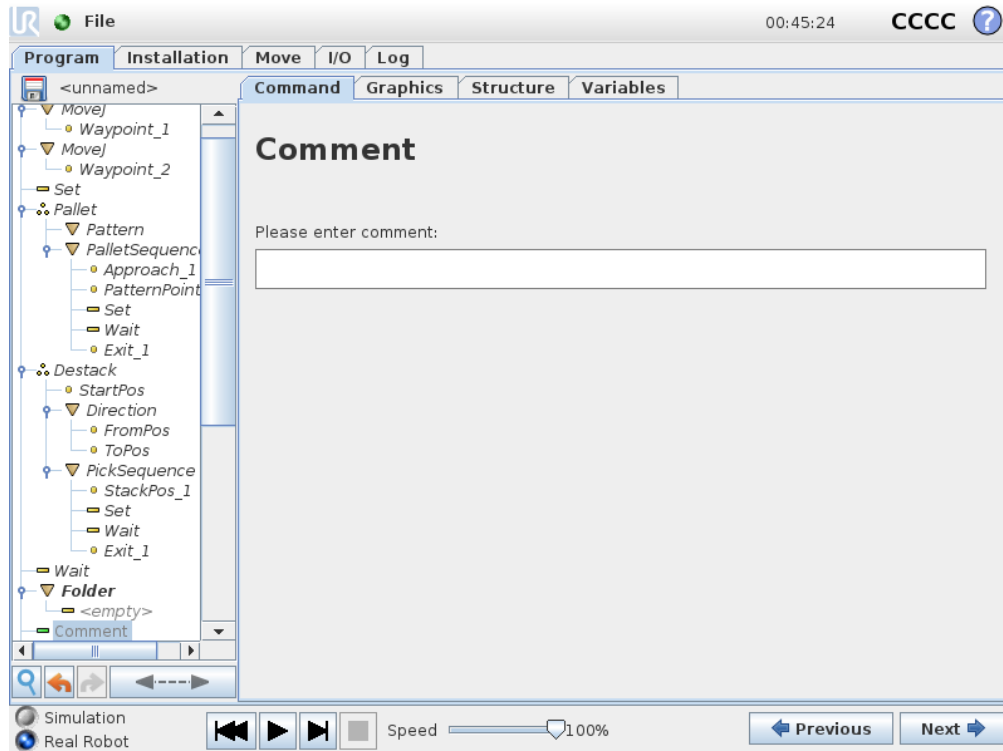 UR File 00:45:24 CCCC ?
Program Installation Move I/O Log
<unnamed> Command Graphics Structure Variables
MoveJ
Waypoint_1
MoveJ
Waypoint_2
Set
Pallet
Pattern
PalletSequenc
Approach_1
PatternPoint
Set
Wait
Exit_1
Destack
StartPos
Direction
FromPos
ToPos
PickSequence
StackPos_1
Set
Wait
Exit_1
Wait
Folder
<empty>
Comment
Comment
Please enter comment:
Simulation
Real Robot
Speed 100%
Previous Next